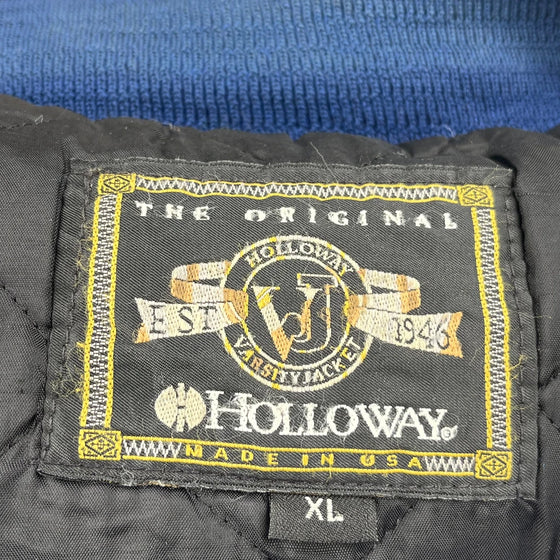 THE ORIGINAL
HOLLOWAY
VJ
EST 1946
VARSITY JACKET
HOLLOWAY®
MADE IN USA
XL